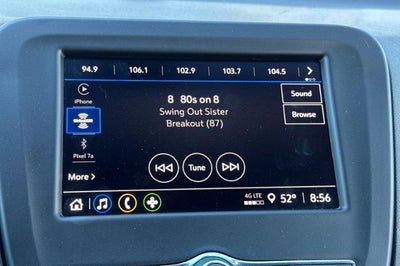 94.9 106.1 102.9 103.7 104.5
iPhone
8 80s on 8
Sound
Swing Out Sister
Browse
Breakout (87)
Pixel 7a
Tune
More
4G LTE
52° 8:56